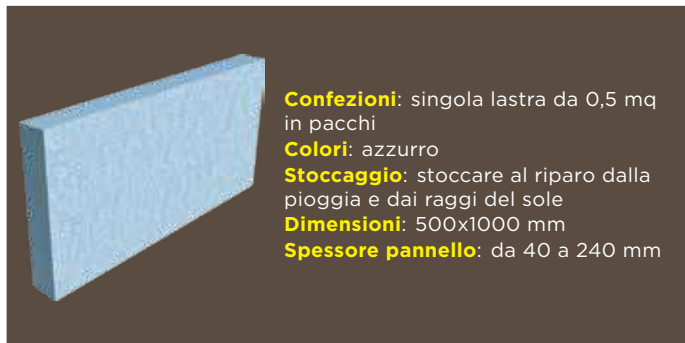 Confezioni: singola lastra da 0,5 mq
in pacchi
Colori: azzurro
Stoccaggio: stoccare al riparo dalla
pioggia e dai raggi del sole
Dimensioni: 500x1000 mm
Spessore pannello: da 40 a 240 mm